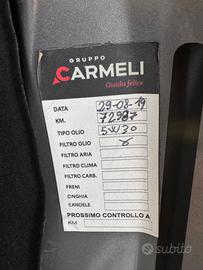 GRUPPO
CARMELI
Guida felice
DATA 29-08-19
KM. 72987
TIPO OLIO 5W30
FILTRO OLIO
FILTRO ARIA
FILTRO CLIMA
FILTRO CARB.
FRENI
CINGHIA
CANDELE
PROSSIMO CONTROLLO A
KM
subito